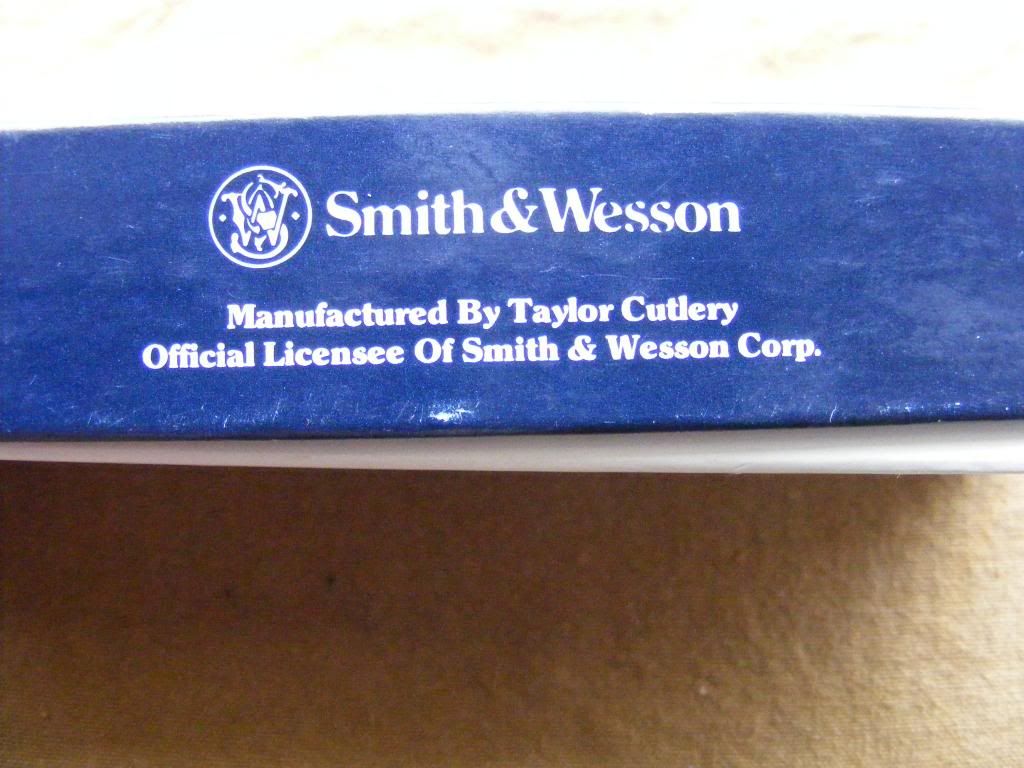 Smith & Wesson
Manufactured By Taylor Cutlery
Official Licensee Of Smith & Wesson Corp.